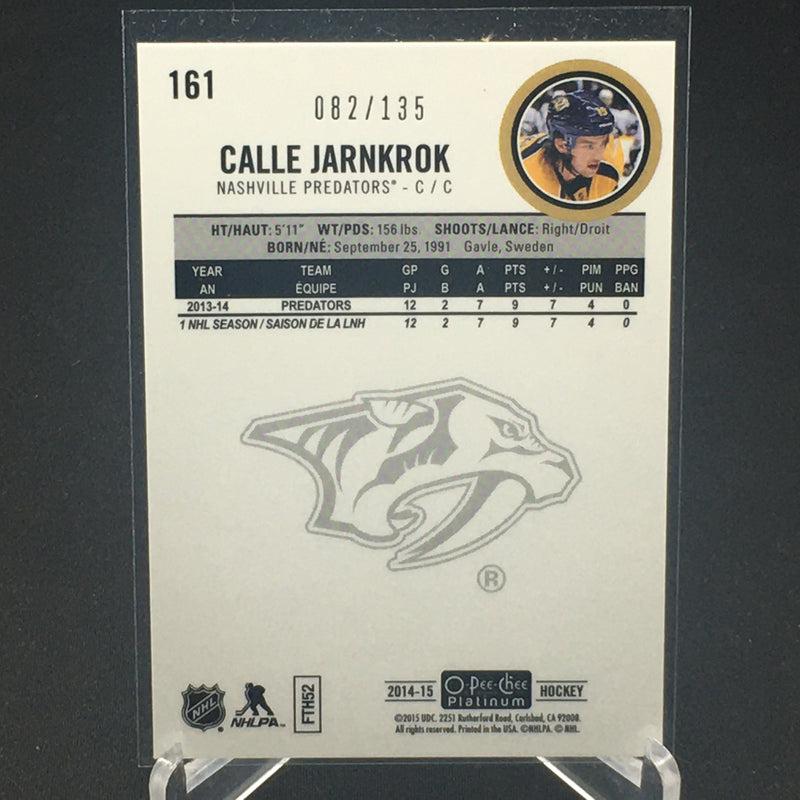 161
082/135
CALLE JARNKROK
NASHVILLE PREDATORS® - C / C
HT/HAUT: 5'11" WT/PDS: 156 lbs. SHOOTS/LANCE: Right/Droit
BORN/NÉ: September 25, 1991 Gavle, Sweden
YEAR TEAM GP G A PTS +/- PIM PPG
AN ÉQUIPE PJ B A PTS +/- PUN BAN
2013-14 PREDATORS 12 2 7 9 7 4 0
1 NHL SEASON / SAISON DE LA LNH 12 2 7 9 7 4 0
®
NHL
NHLPA™
FTH52
2014-15 O-Pee-Chee Platinum HOCKEY
©2015 UDC. 2251 Rutherford Road, Carlsbad, CA 92008.
All rights reserved. Printed in the USA. ©NHLPA. © NHL.